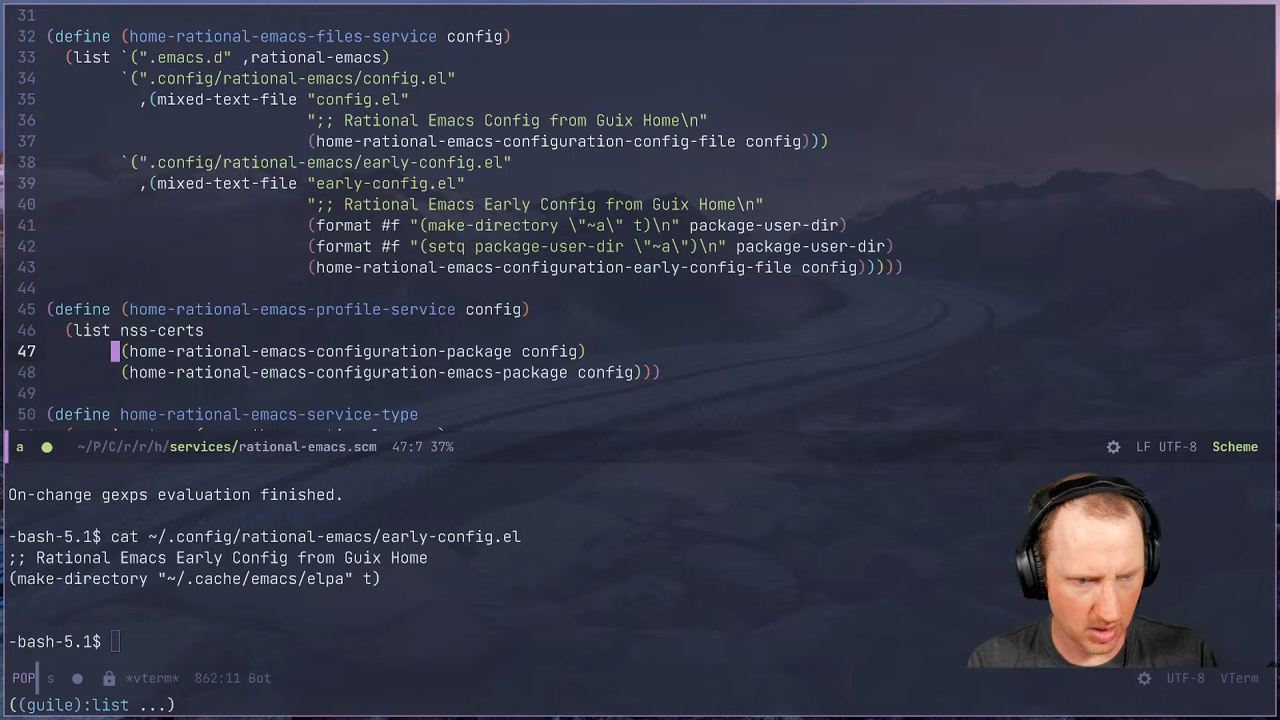 31
32 (define (home-rational-emacs-files-service config)
33   (list `(".emacs.d" ,rational-emacs)
34         `(".config/rational-emacs/config.el"
35           ,(mixed-text-file "config.el"
36                             ";; Rational Emacs Config from Guix Home\n"
37                             (home-rational-emacs-configuration-config-file config)))
38         `(".config/rational-emacs/early-config.el"
39           ,(mixed-text-file "early-config.el"
40                             ";; Rational Emacs Early Config from Guix Home\n"
41                             (format #f "(make-directory \"~a\" t)\n" package-user-dir)
42                             (format #f "(setq package-user-dir \"~a\")\n" package-user-dir)
43                             (home-rational-emacs-configuration-early-config-file config)))))
44
45 (define (home-rational-emacs-profile-service config)
46   (list nss-certs
47         (home-rational-emacs-configuration-package config)
48         (home-rational-emacs-configuration-emacs-package config)))
49
50 (define home-rational-emacs-service-type
a ~/P/C/r/r/h/services/rational-emacs.scm 47:7 37% LF UTF-8 Scheme
On-change gexps evaluation finished.
-bash-5.1$ cat ~/.config/rational-emacs/early-config.el
;; Rational Emacs Early Config from Guix Home
(make-directory "~/.cache/emacs/elpa" t)
-bash-5.1$
POP s *vterm* 862:11 Bot UTF-8 VTerm
((guile):list ...)